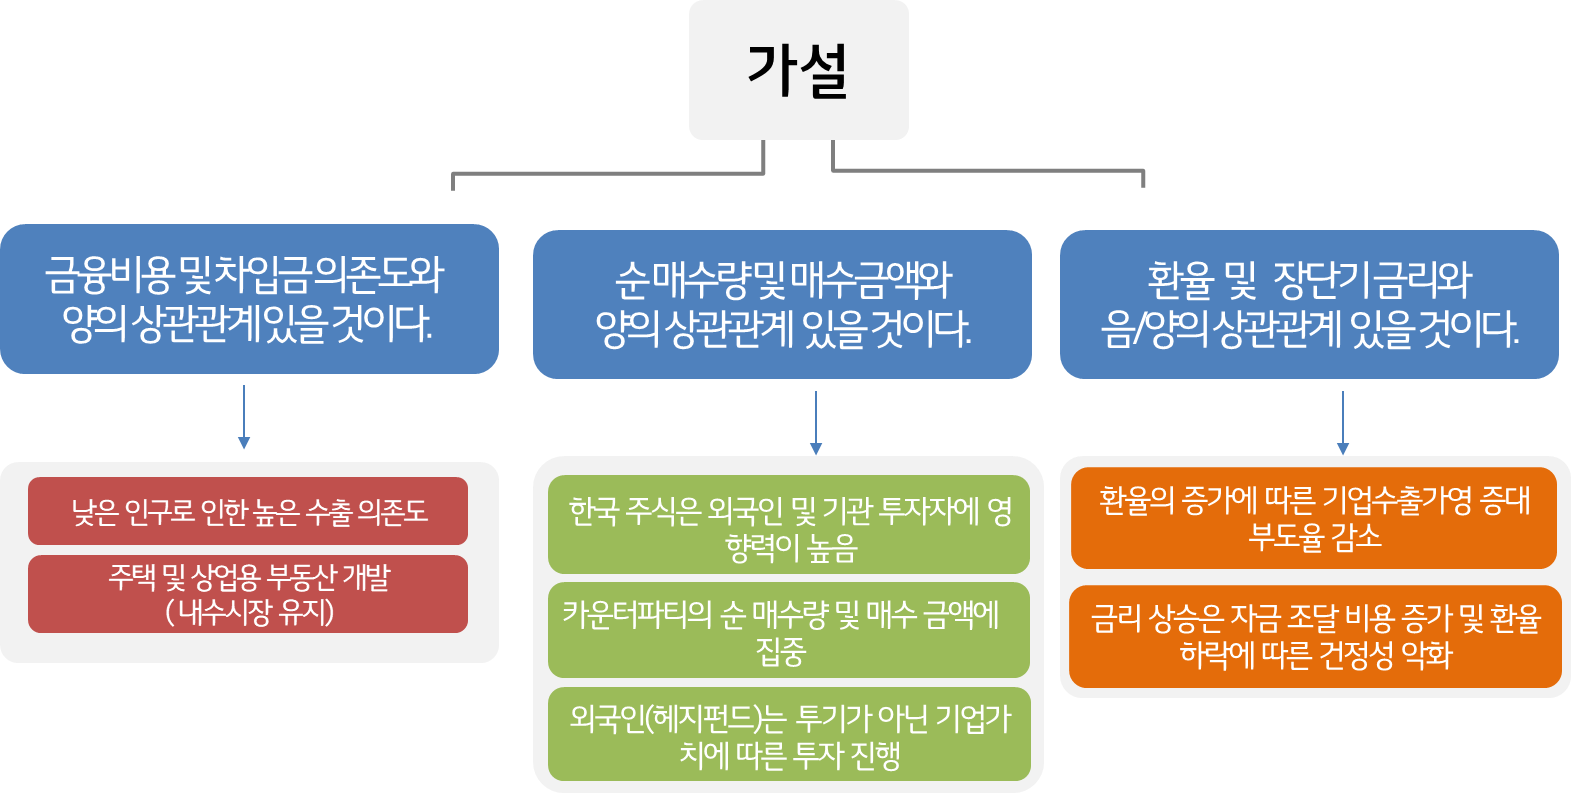 가설
금융비용 및 차입금 의존도와
양의 상관관계 있을 것이다.
순 매수량 및 매수금액와
양의 상관관계 있을 것이다.
환율 및 장단기 금리와
음/양의 상관관계 있을 것이다.
낮은 인구로 인한 높은 수출 의존도
주택 및 상업용 부동산 개발
( 내수시장 유지)
한국 주식은 외국인 및 기관 투자자에 영
향력이 높음
카운터파티의 순 매수량 및 매수 금액에
집중
외국인(헤지펀드)는 투기가 아닌 기업가
치에 따른 투자 진행
환율의 증가에 따른 기업수출가영 증대
부도율 감소
금리 상승은 자금 조달 비용 증가 및 환율
하락에 따른 건정성 악화